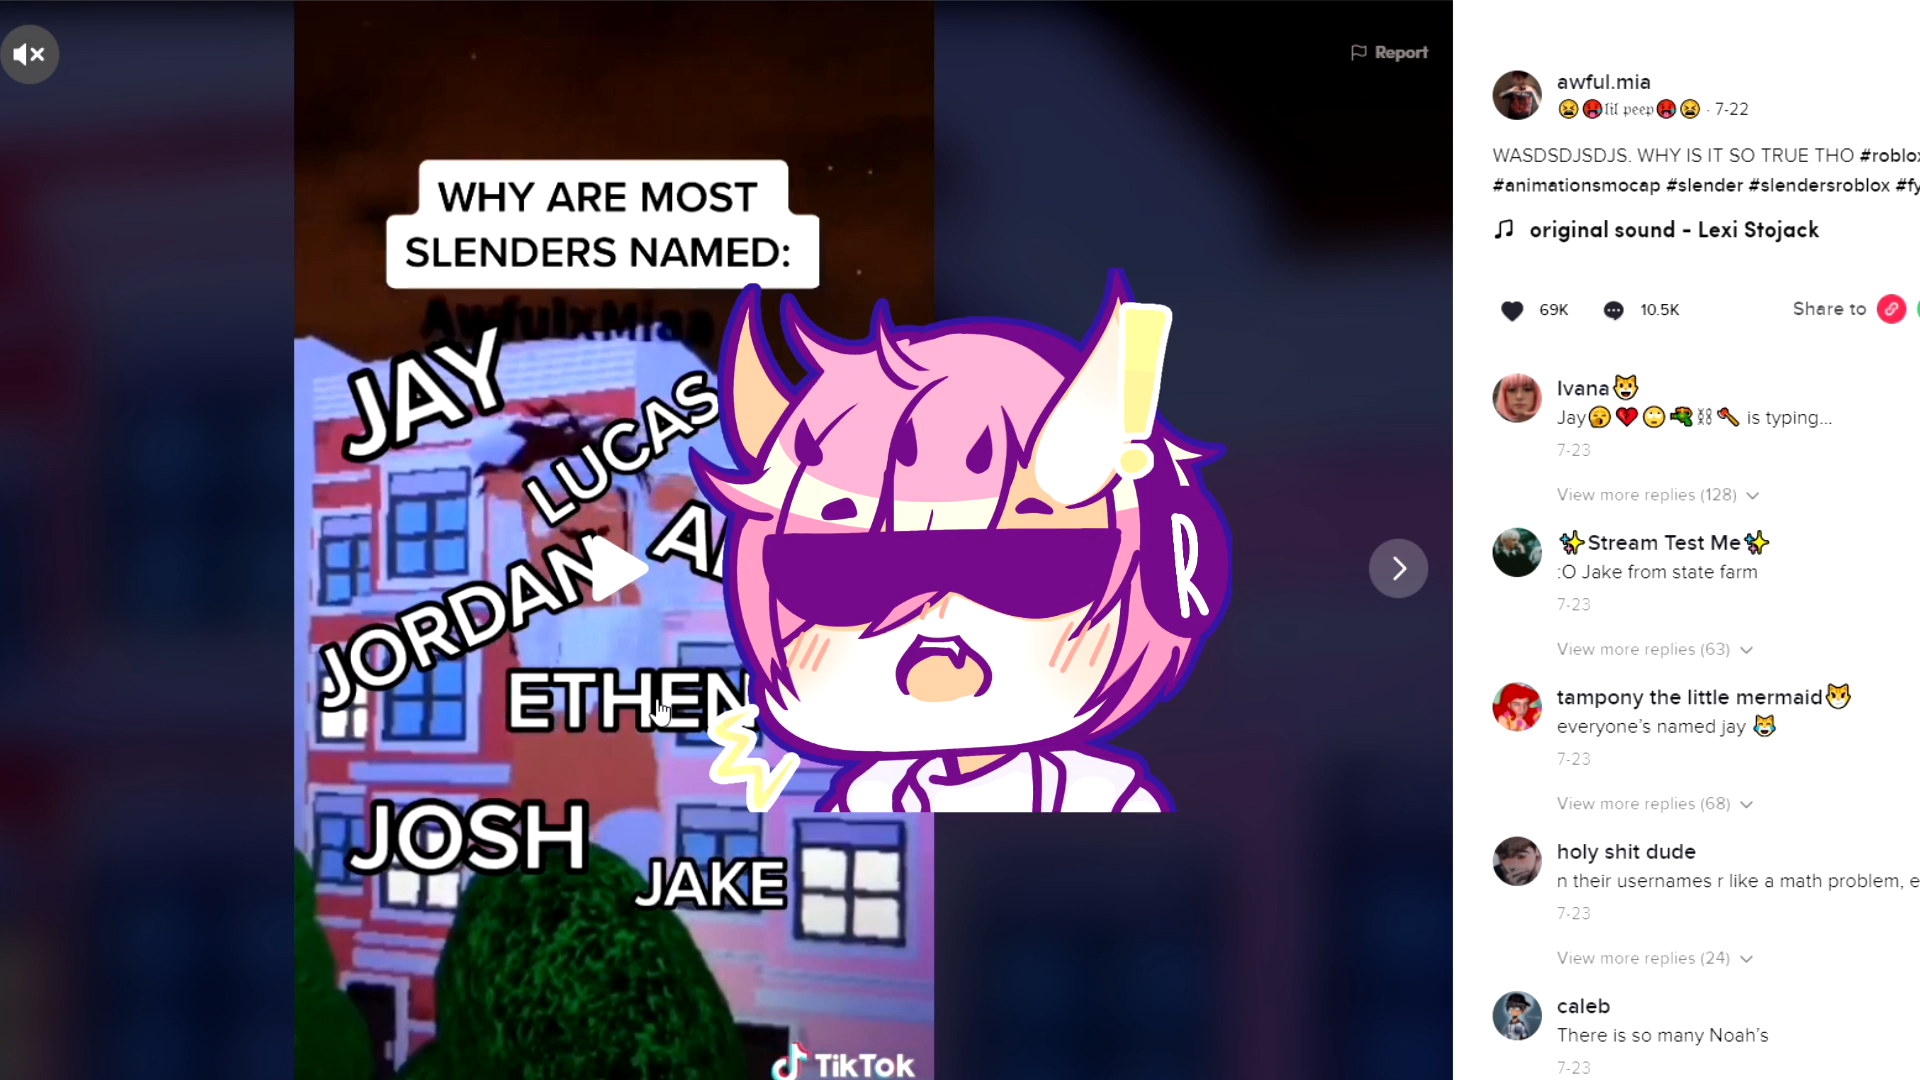 Report
WHY ARE MOST
SLENDERS NAMED:
AwfulxMiaa
JAY
LUCAS
JORDAN
ETHEN
JOSH
JAKE
R
TikTok
awful.mia
😫🥵lil peep🥵😫 · 7-22
WASDSDJSDJS. WHY IS IT SO TRUE THO #roblox
#animationsmocap #slender #slendersroblox #fy
original sound - Lexi Stojack
69K
10.5K
Share to
Ivana😺
Jay🥱💔🙄🔫⛓🪓 is typing...
7-23
View more replies (128)
✨Stream Test Me✨
:O Jake from state farm
7-23
View more replies (63)
tampony the little mermaid😼
everyone’s named jay 😹
7-23
View more replies (68)
holy shit dude
n their usernames r like a math problem, e
7-23
View more replies (24)
caleb
There is so many Noah’s
7-23